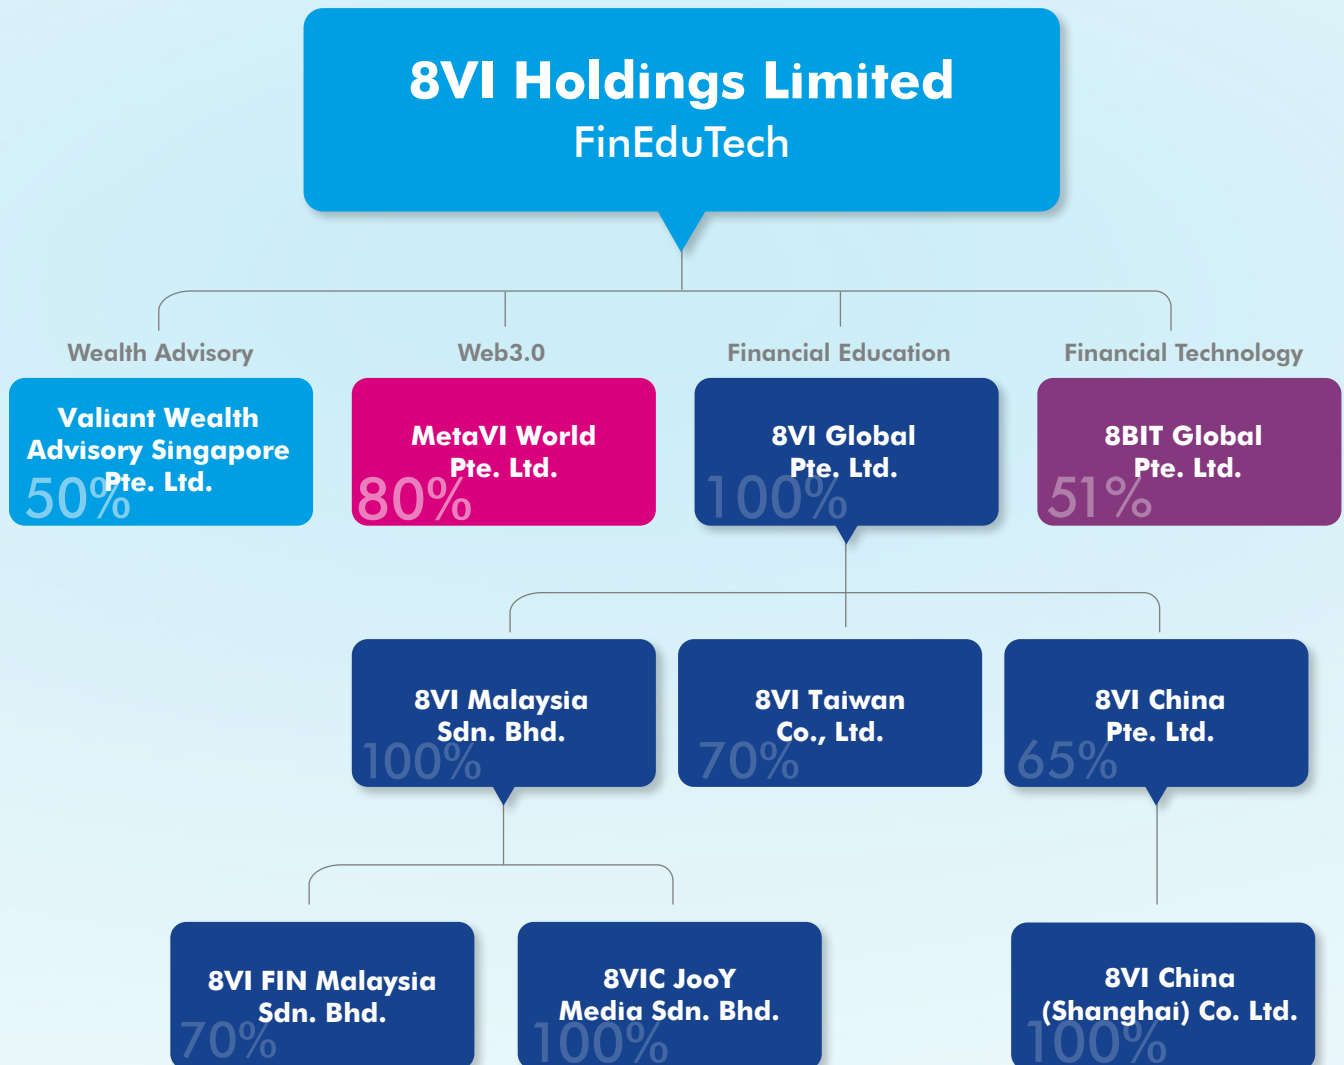 8VI Holdings Limited
FinEduTech
Wealth Advisory
Web3.0
Financial Education
Financial Technology
Valiant Wealth
Advisory Singapore
Pte. Ltd.
50%
MetaVI World
Pte. Ltd.
80%
8VI Global
Pte. Ltd.
100%
8BIT Global
Pte. Ltd.
51%
8VI Malaysia
Sdn. Bhd.
100%
8VI Taiwan
Co., Ltd.
70%
8VI China
Pte. Ltd.
65%
8VI FIN Malaysia
Sdn. Bhd.
70%
8VIC JooY
Media Sdn. Bhd.
100%
8VI China
(Shanghai) Co. Ltd.
100%